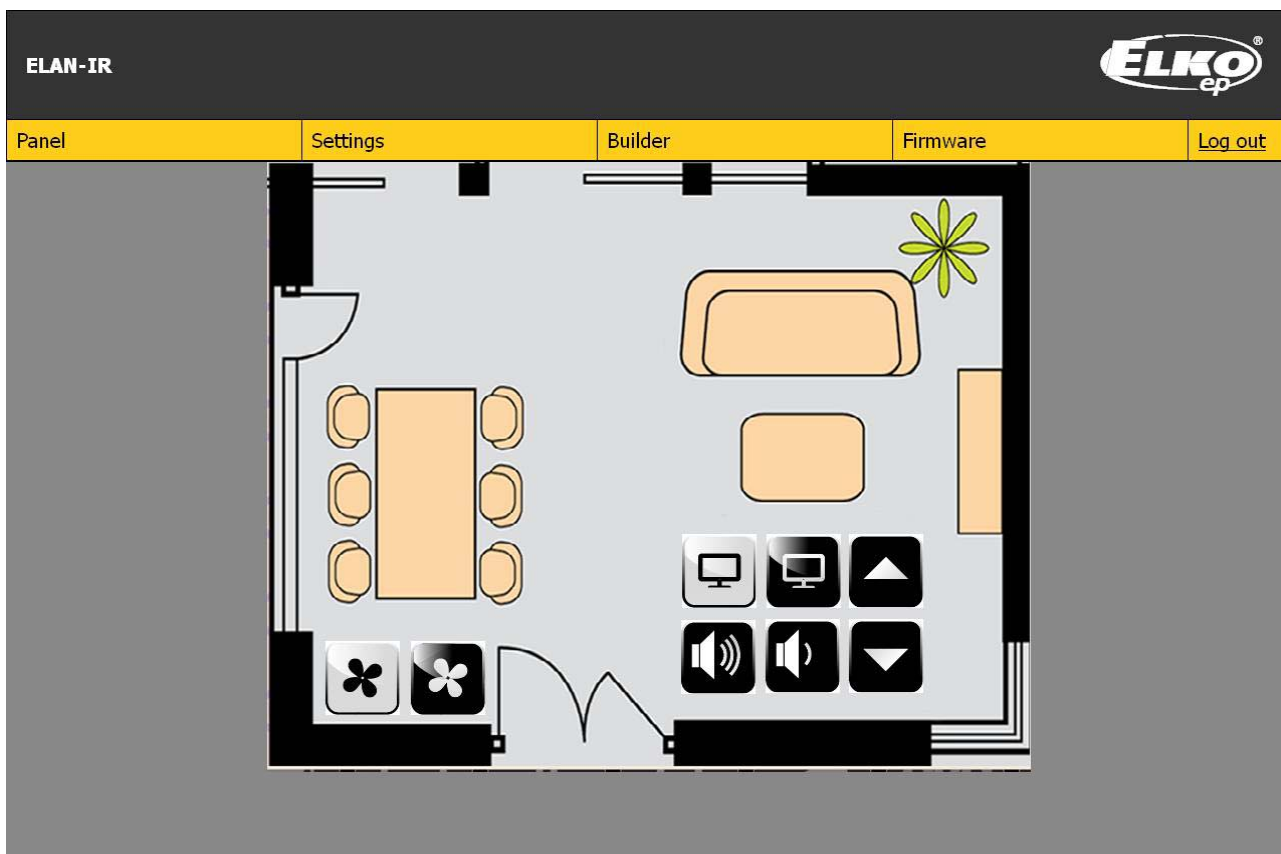 ELAN-IR
ELKO®
ep
Panel
Settings
Builder
Firmware
Log out